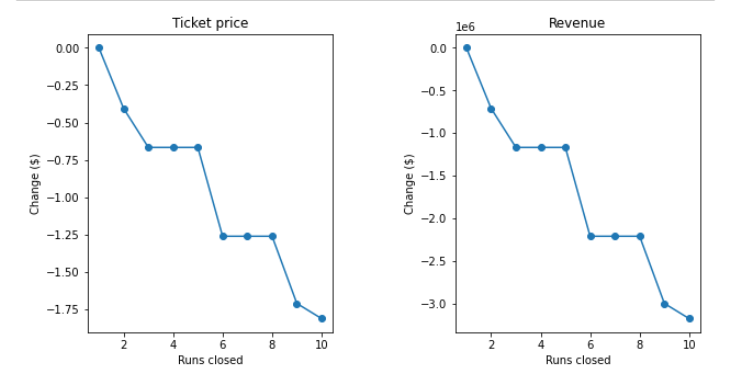 Ticket price
0.00
−0.25
−0.50
−0.75
−1.00
−1.25
−1.50
−1.75
Change ($)
2 4 6 8 10
Runs closed
Revenue
1e6
0.0
−0.5
−1.0
−1.5
−2.0
−2.5
−3.0
Change ($)
2 4 6 8 10
Runs closed